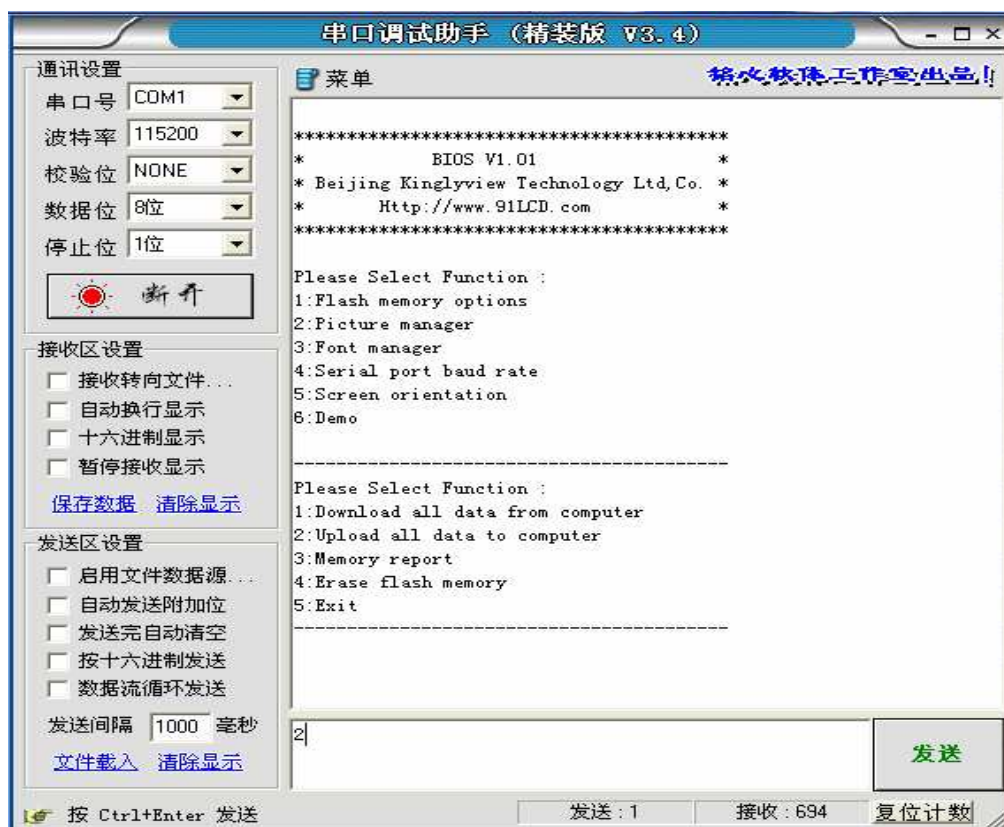 串口调试助手 (精装版 V3.4)
通讯设置
串口号 COM1
波特率 115200
校验位 NONE
数据位 8位
停止位 1位
断开
接收区设置
接收转向文件...
自动换行显示
十六进制显示
暂停接收显示
保存数据 清除显示
发送区设置
启用文件数据源...
自动发送附加位
发送完自动清空
按十六进制发送
数据流循环发送
发送间隔 1000 毫秒
文件载入 清除显示
菜单
软体工作室出品!
******************************************
* BIOS V1.01 *
* Beijing Kinglyview Technology Ltd,Co. *
* Http://www.91LCD.com *
******************************************
Please Select Function :
1:Flash memory options
2:Picture manager
3:Font manager
4:Serial port baud rate
5:Screen orientation
6:Demo
------------------------------------------
Please Select Function :
1:Download all data from computer
2:Upload all data to computer
3:Memory report
4:Erase flash memory
5:Exit
------------------------------------------
2
发送
按 Ctrl+Enter 发送
发送:1
接收:694
复位计数